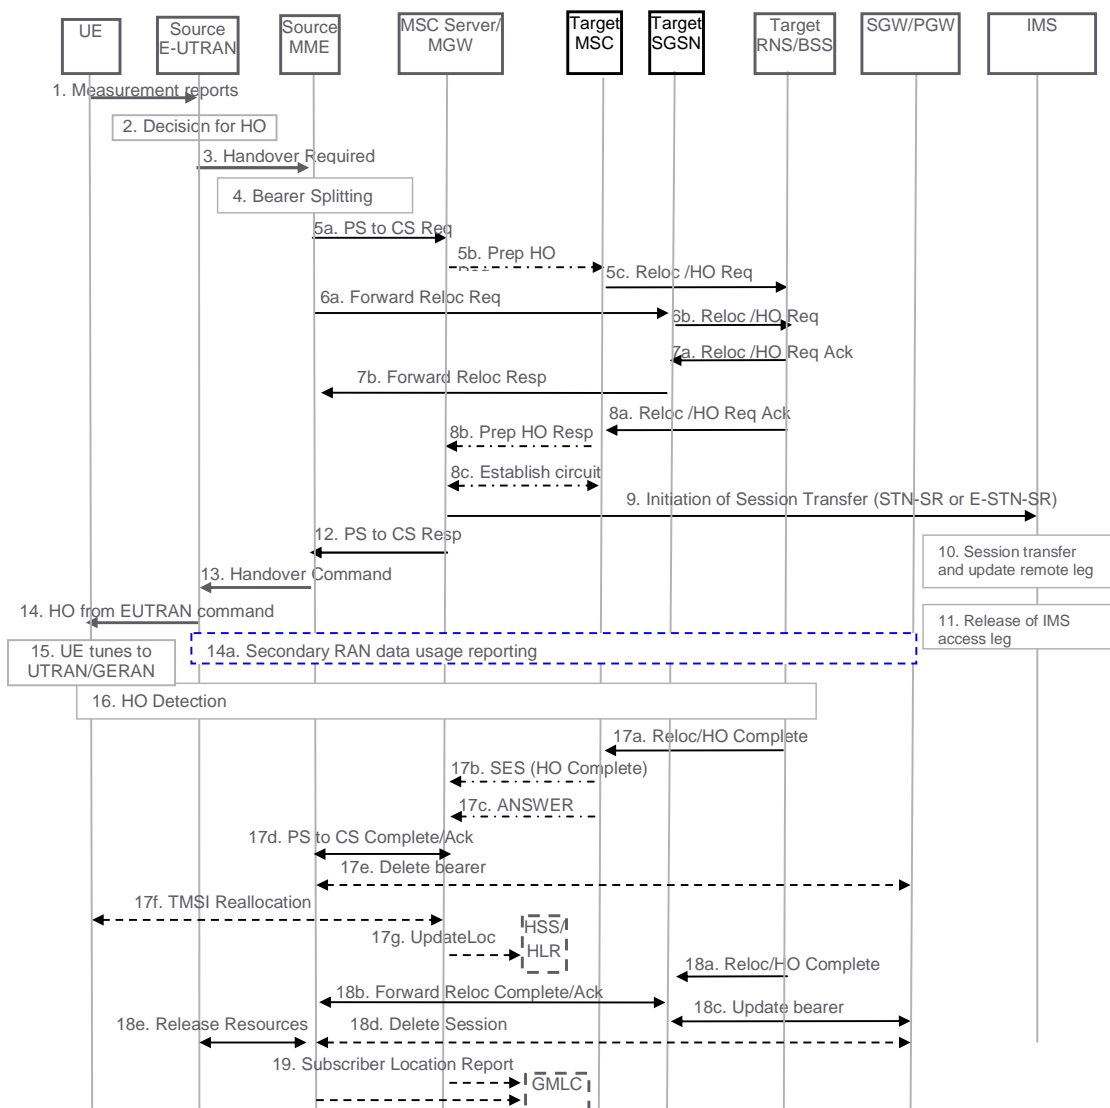 UE
Source
E-UTRAN
Source
MME
MSC Server/
MGW
Target
MSC
Target
SGSN
Target
RNS/BSS
SGW/PGW
IMS
1. Measurement reports
2. Decision for HO
3. Handover Required
4. Bearer Splitting
5a. PS to CS Req
5b. Prep HO
5c. Reloc /HO Req
6a. Forward Reloc Req
6b. Reloc /HO Req
7a. Reloc /HO Req Ack
7b. Forward Reloc Resp
8a. Reloc /HO Req Ack
8b. Prep HO Resp
8c. Establish circuit
9. Initiation of Session Transfer (STN-SR or E-STN-SR)
12. PS to CS Resp
10. Session transfer
and update remote leg
13. Handover Command
14. HO from EUTRAN command
11. Release of IMS
access leg
15. UE tunes to
UTRAN/GERAN
14a. Secondary RAN data usage reporting
16. HO Detection
17a. Reloc/HO Complete
17b. SES (HO Complete)
17c. ANSWER
17d. PS to CS Complete/Ack
17e. Delete bearer
17f. TMSI Reallocation
HSS/
HLR
17g. UpdateLoc
18a. Reloc/HO Complete
18b. Forward Reloc Complete/Ack
18c. Update bearer
18e. Release Resources
18d. Delete Session
19. Subscriber Location Report
GMLC